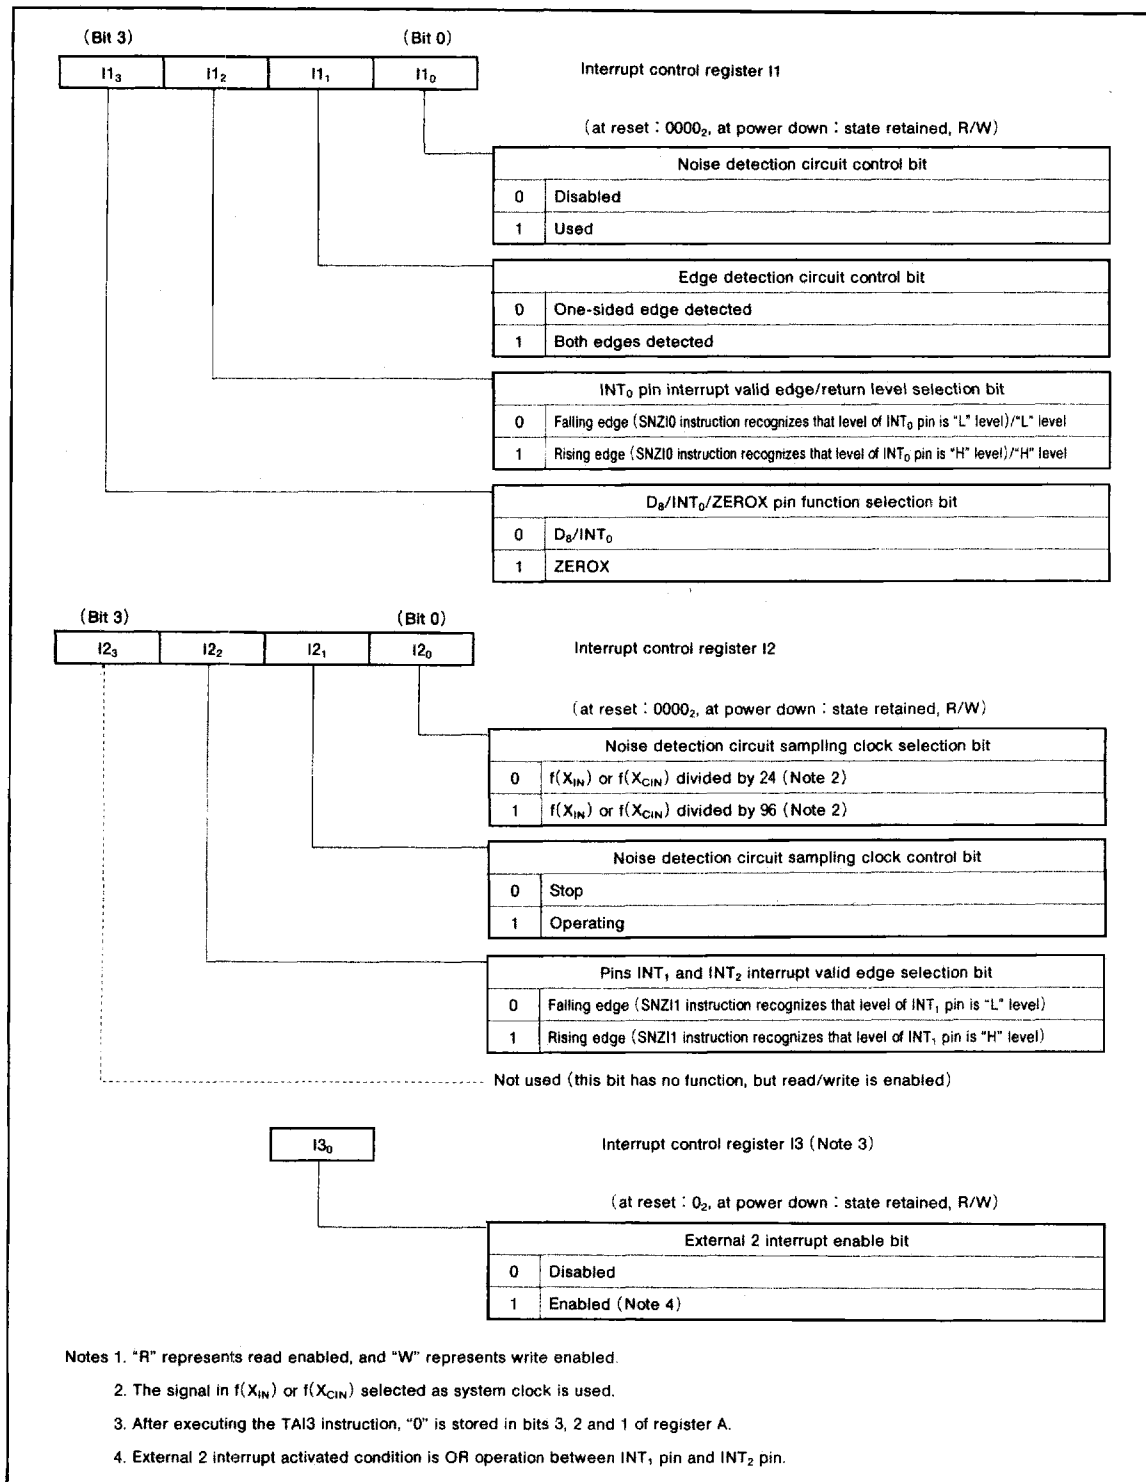 (Bit 3) (Bit 0)
I1₃ I1₂ I1₁ I1₀ Interrupt control register I1
(at reset : 0000₂, at power down : state retained, R/W)
Noise detection circuit control bit
0 Disabled
1 Used
Edge detection circuit control bit
0 One-sided edge detected
1 Both edges detected
INT₀ pin interrupt valid edge/return level selection bit
0 Falling edge (SNZI0 instruction recognizes that level of INT₀ pin is "L" level)/"L" level
1 Rising edge (SNZI0 instruction recognizes that level of INT₀ pin is "H" level)/"H" level
D₈/INT₀/ZEROX pin function selection bit
0 D₈/INT₀
1 ZEROX
(Bit 3) (Bit 0)
I2₃ I2₂ I2₁ I2₀ Interrupt control register I2
(at reset : 0000₂, at power down : state retained, R/W)
Noise detection circuit sampling clock selection bit
0 f(X_IN) or f(X_CIN) divided by 24 (Note 2)
1 f(X_IN) or f(X_CIN) divided by 96 (Note 2)
Noise detection circuit sampling clock control bit
0 Stop
1 Operating
Pins INT₁ and INT₂ interrupt valid edge selection bit
0 Falling edge (SNZI1 instruction recognizes that level of INT₁ pin is "L" level)
1 Rising edge (SNZI1 instruction recognizes that level of INT₁ pin is "H" level)
Not used (this bit has no function, but read/write is enabled)
I3₀ Interrupt control register I3 (Note 3)
(at reset : 0₂, at power down : state retained, R/W)
External 2 interrupt enable bit
0 Disabled
1 Enabled (Note 4)
Notes 1. "R" represents read enabled, and "W" represents write enabled.
2. The signal in f(X_IN) or f(X_CIN) selected as system clock is used.
3. After executing the TAI3 instruction, "0" is stored in bits 3, 2 and 1 of register A.
4. External 2 interrupt activated condition is OR operation between INT₁ pin and INT₂ pin.